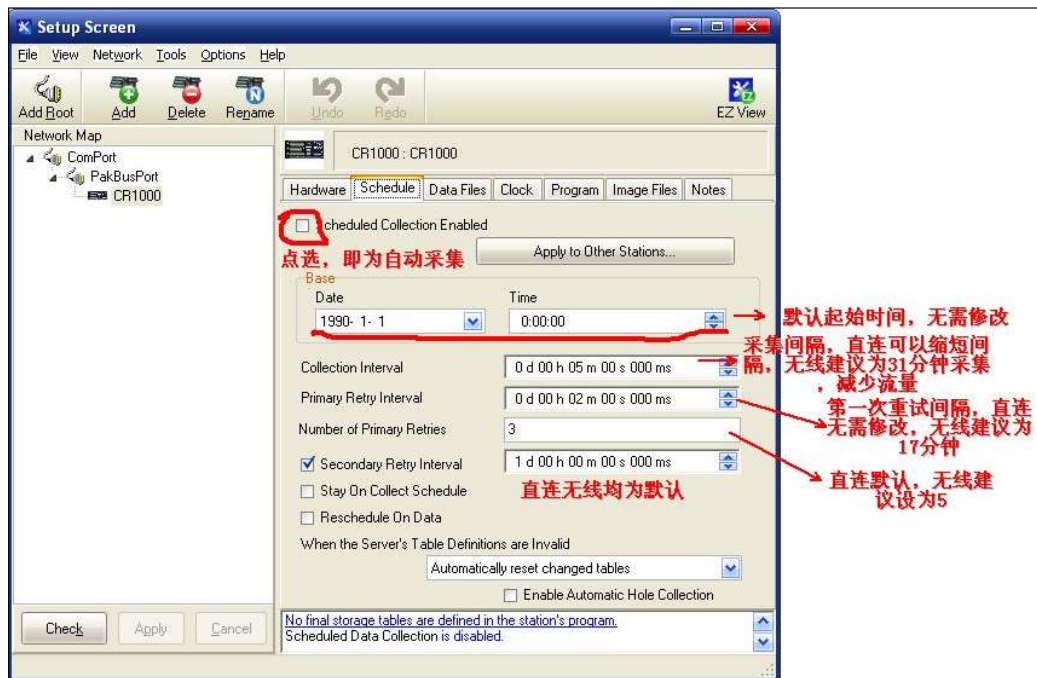 Setup Screen
File View Network Tools Options Help
Add Root Add Delete Rename Undo Redo EZ View
Network Map
ComPort
PakBusPort
CR1000
CR1000 : CR1000
Hardware Schedule Data Files Clock Program Image Files Notes
cheduled Collection Enabled
点选，即为自动采集
Apply to Other Stations...
Base
Date Time
1990- 1- 1 0:00:00
默认起始时间，无需修改
Collection Interval 0 d 00 h 05 m 00 s 000 ms
采集间隔，直连可以缩短间
隔，无线建议为31分钟采集
，减少流量
Primary Retry Interval 0 d 00 h 02 m 00 s 000 ms
第一次重试间隔，直连
无需修改，无线建议为
17分钟
Number of Primary Retries 3
直连默认，无线建
议设为5
Secondary Retry Interval 1 d 00 h 00 m 00 s 000 ms
直连无线均为默认
Stay On Collect Schedule
Reschedule On Data
When the Server's Table Definitions are Invalid
Automatically reset changed tables
Enable Automatic Hole Collection
Check Apply Cancel
No final storage tables are defined in the station's program.
Scheduled Data Collection is disabled.